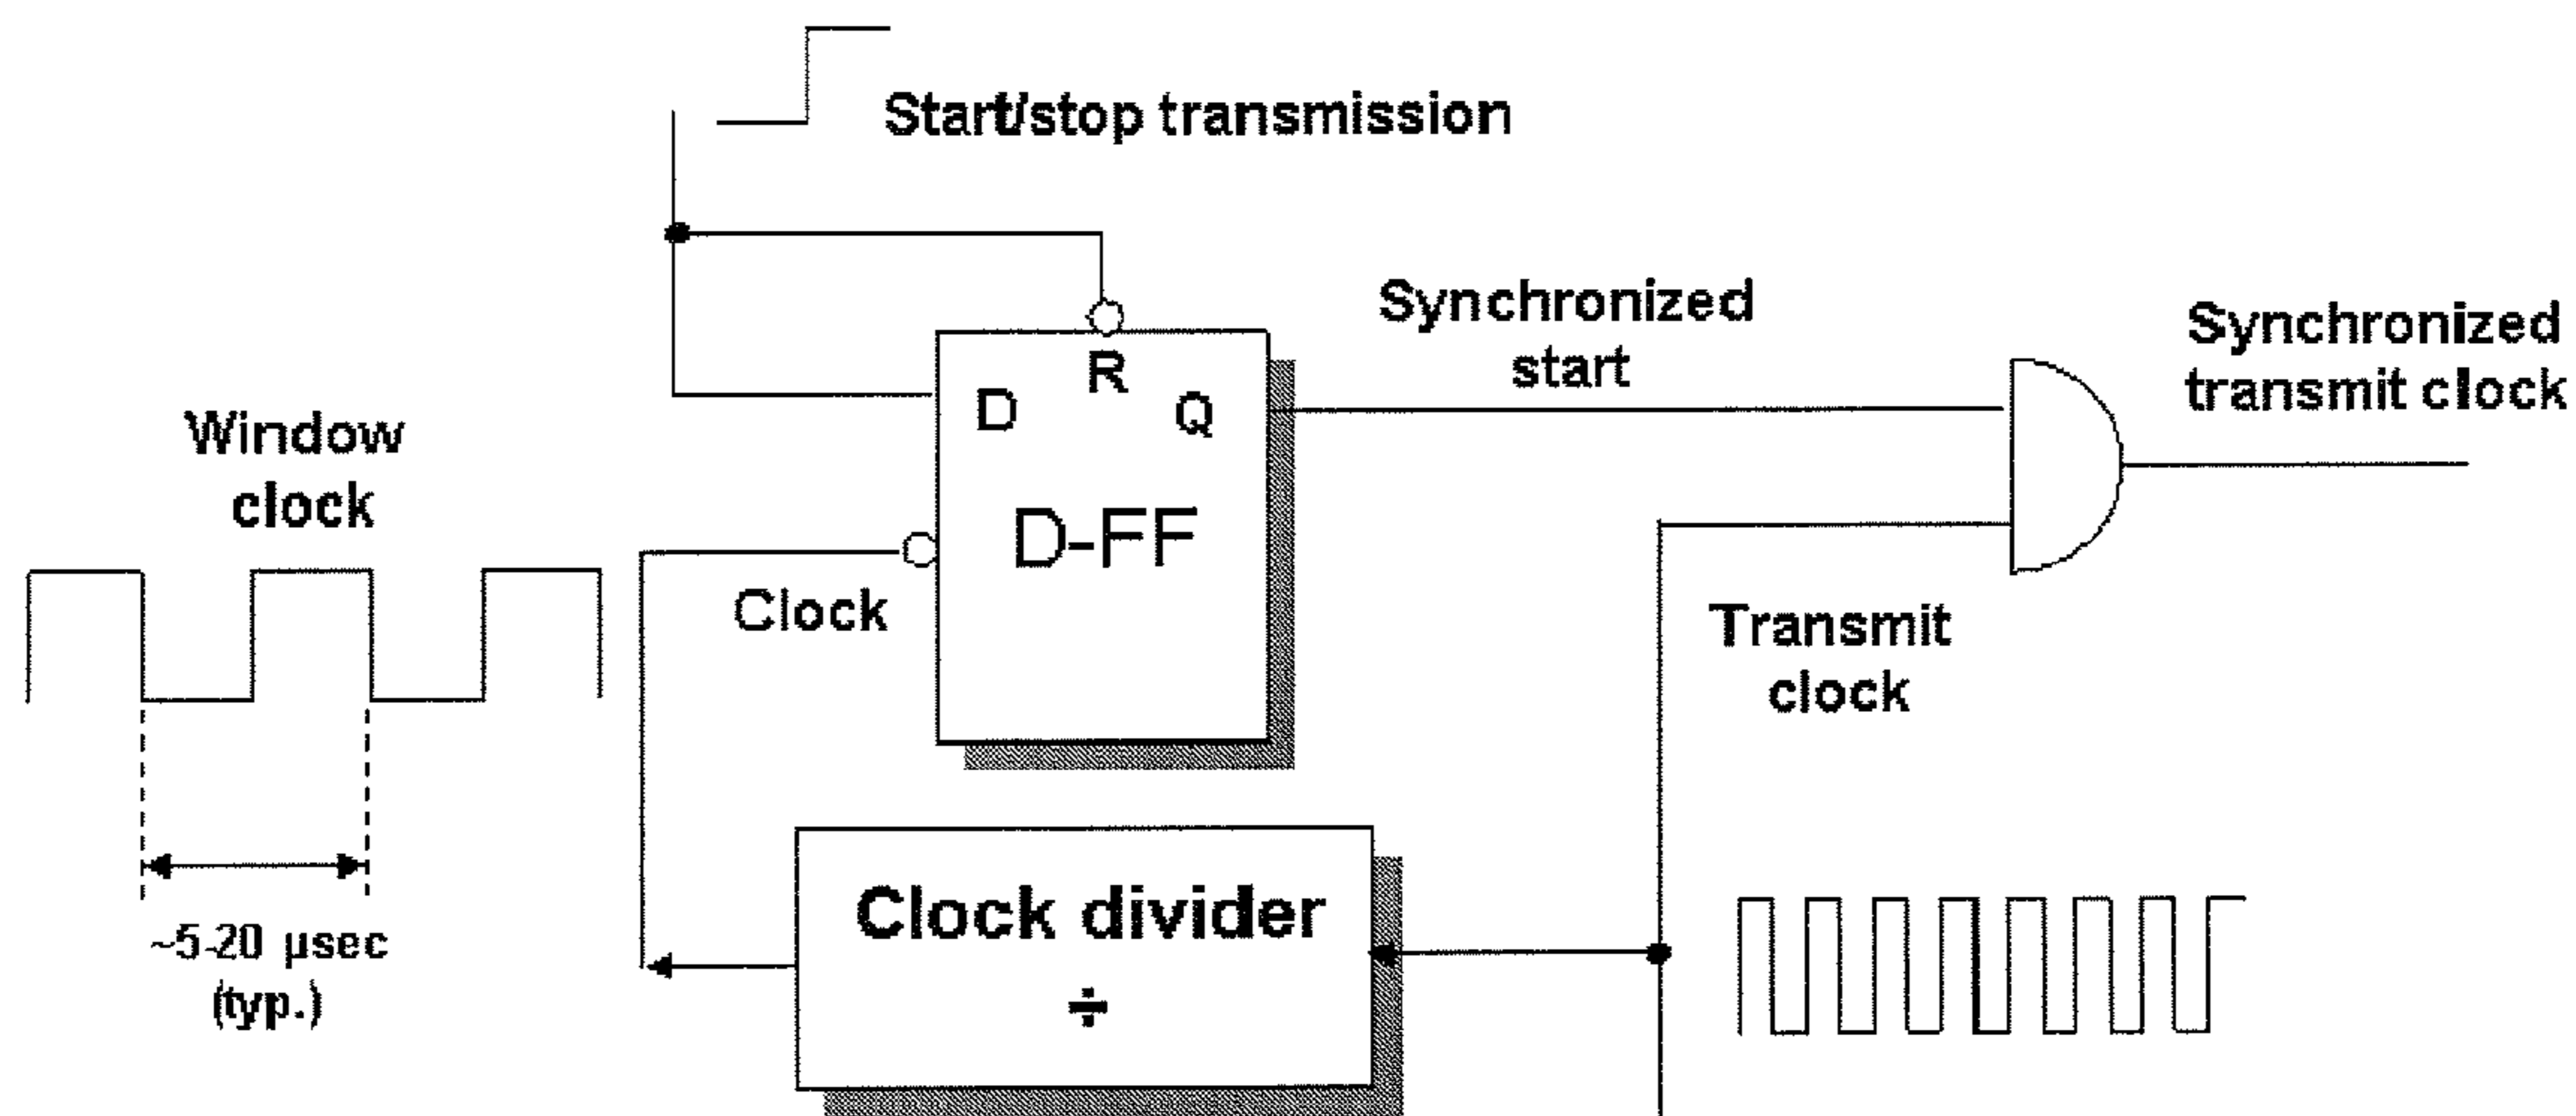 Start/stop transmission
Synchronized
start
Synchronized
transmit clock
Window
clock
D
R
Q
D-FF
Clock
Transmit
clock
Clock divider
÷
~5-20 µsec
(typ.)